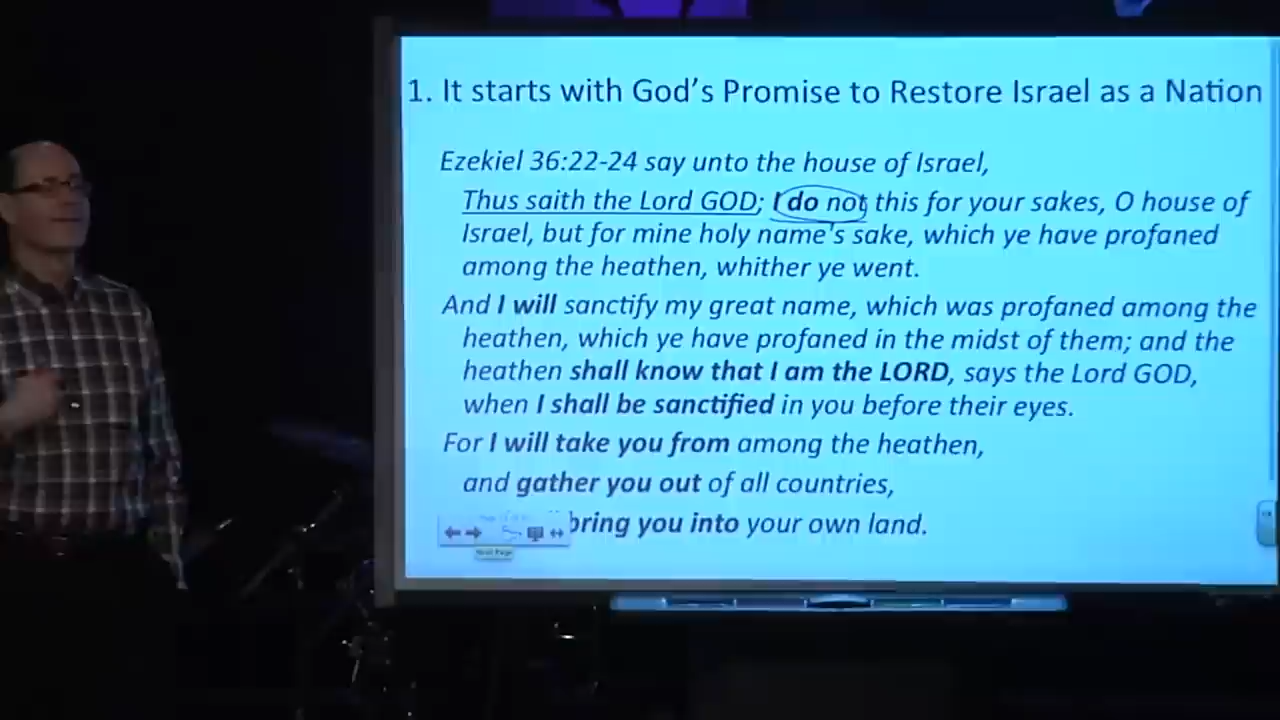 1. It starts with God's Promise to Restore Israel as a Nation
Ezekiel 36:22-24 say unto the house of Israel,
Thus saith the Lord GOD; I do not this for your sakes, O house of
Israel, but for mine holy name's sake, which ye have profaned
among the heathen, whither ye went.
And I will sanctify my great name, which was profaned among the
heathen, which ye have profaned in the midst of them; and the
heathen shall know that I am the LORD, says the Lord GOD,
when I shall be sanctified in you before their eyes.
For I will take you from among the heathen,
and gather you out of all countries,
bring you into your own land.
Next Page